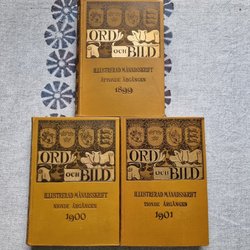 ORD
OCH
BILD
ILLUSTRERAD MÅNADSSKRIFT
ÅTTONDE ÅRGÅNGEN
1899
ORD
OCH
BILD
ILLUSTRERAD MÅNADSSKRIFT
NIONDE ÅRGÅNGEN
1900
ORD
OCH
BILD
ILLUSTRERAD MÅNADSSKRIFT
TIONDE ÅRGÅNGEN
1901